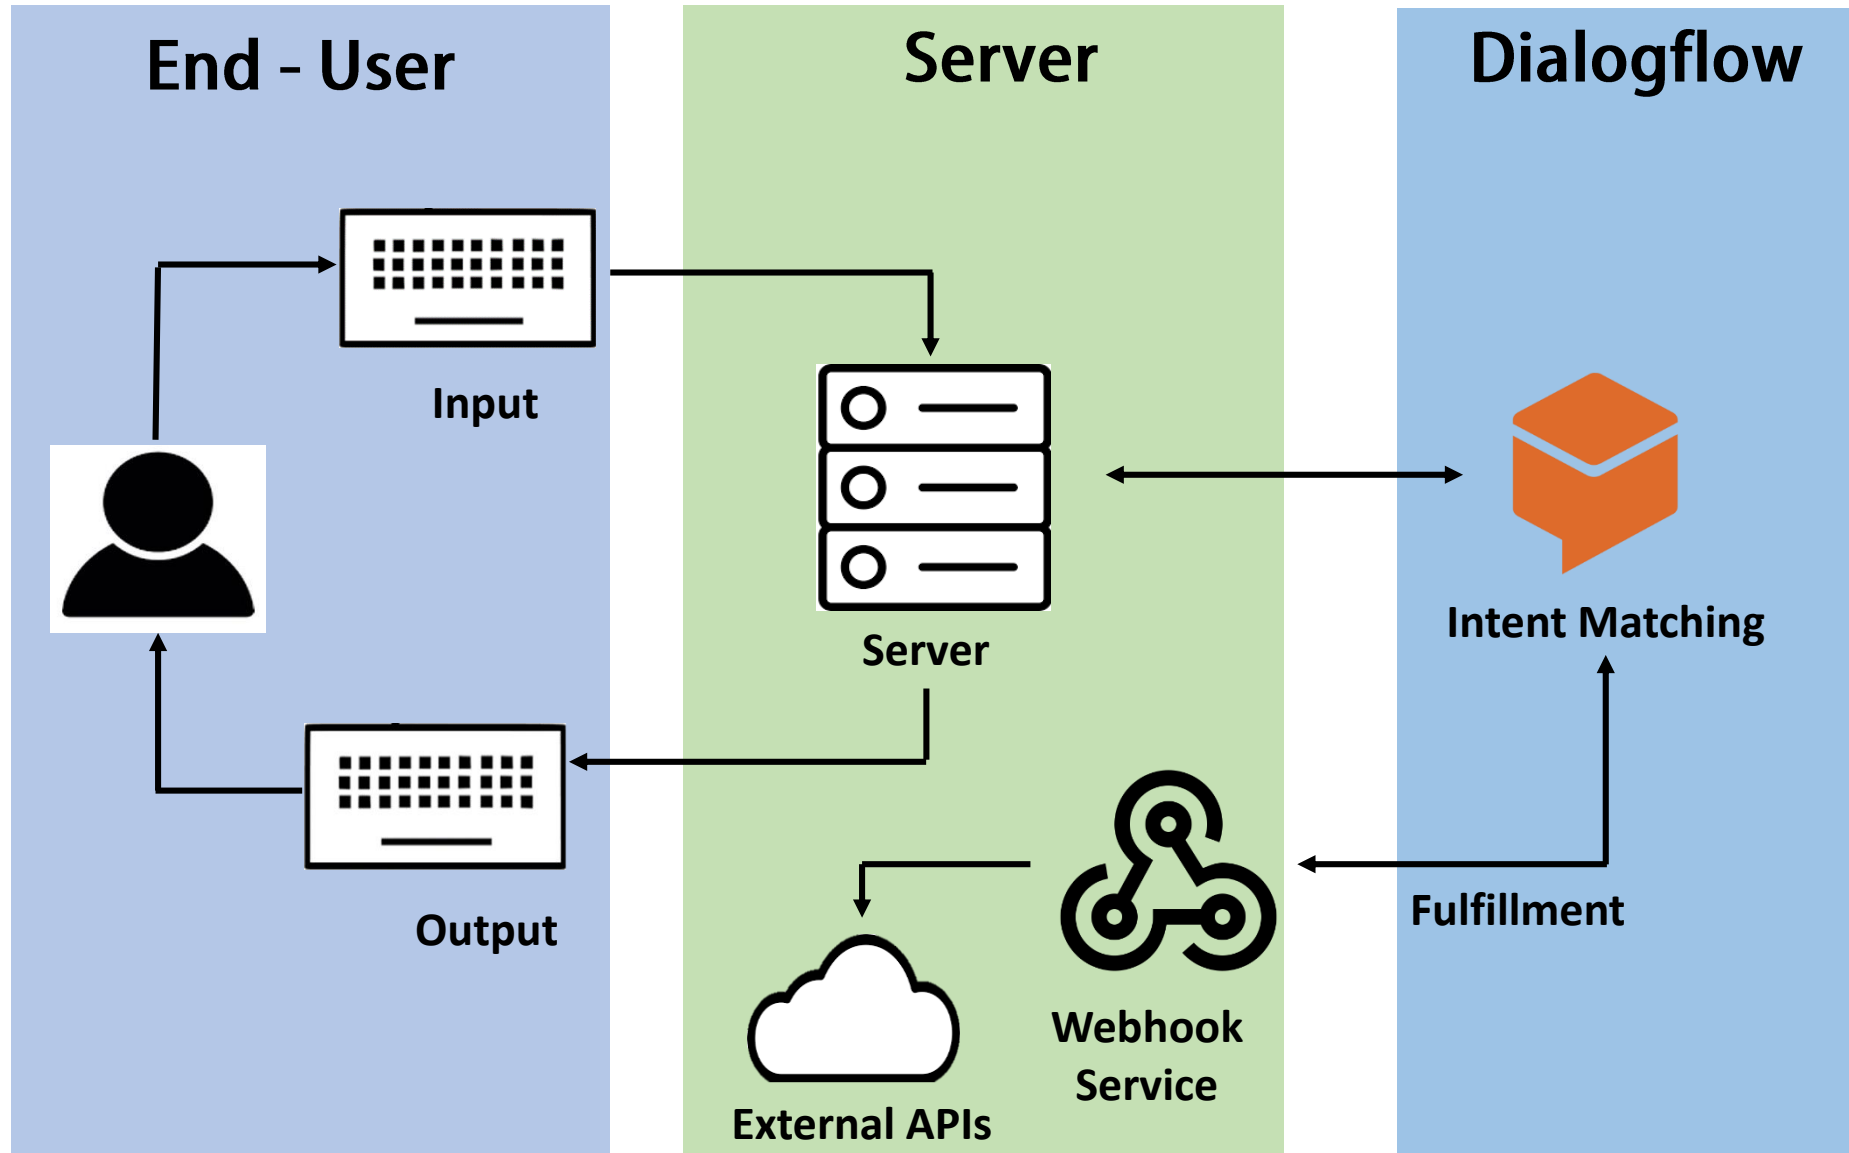 End - User
Server
Dialogflow
Input
Server
Intent Matching
Output
Fulfillment
Webhook
Service
External APIs